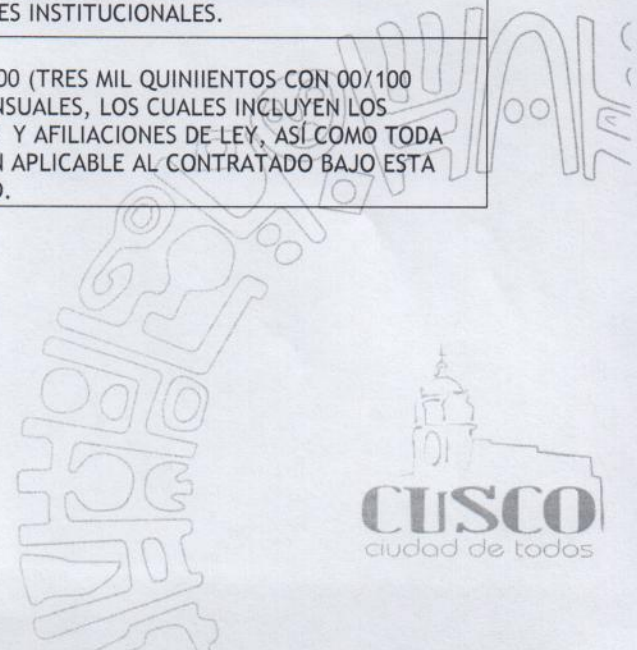 ES INSTITUCIONALES.
00 (TRES MIL QUINIIENTOS CON 00/100
NSUALES, LOS CUALES INCLUYEN LOS
Y AFILIACIONES DE LEY, ASÍ COMO TODA
N APLICABLE AL CONTRATADO BAJO ESTA
O.
CUSCO
ciudad de todos